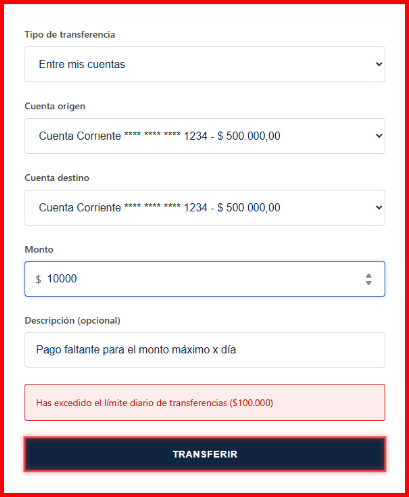 Tipo de transferencia
Entre mis cuentas
Cuenta origen
Cuenta Corriente **** **** **** 1234 - $ 500.000,00
Cuenta destino
Cuenta Corriente **** **** **** 1234 - $ 500.000,00
Monto
$ 10000
Descripción (opcional)
Pago faltante para el monto máximo x día
Has excedido el límite diario de transferencias ($100.000)
TRANSFERIR